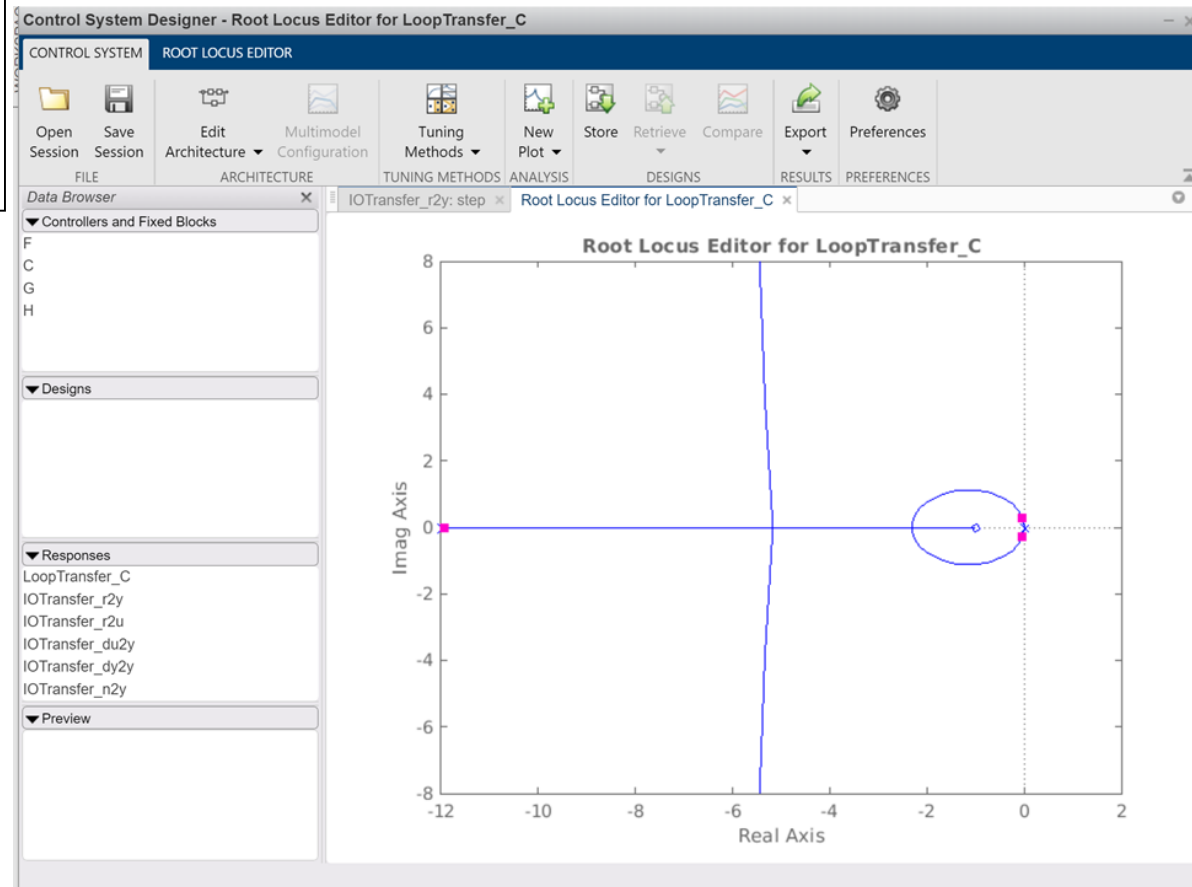 Control System Designer - Root Locus Editor for LoopTransfer_C
CONTROL SYSTEM
ROOT LOCUS EDITOR
Open
Session
Save
Session
Edit
Architecture
Multimodel
Configuration
Tuning
Methods
New
Plot
Store
Retrieve
Compare
Export
Preferences
FILE
ARCHITECTURE
TUNING METHODS
ANALYSIS
DESIGNS
RESULTS
PREFERENCES
Data Browser
Controllers and Fixed Blocks
F
C
G
H
Designs
Responses
LoopTransfer_C
IOTransfer_r2y
IOTransfer_r2u
IOTransfer_du2y
IOTransfer_dy2y
IOTransfer_n2y
Preview
IOTransfer_r2y: step
Root Locus Editor for LoopTransfer_C
Root Locus Editor for LoopTransfer_C
8
6
4
2
0
-2
-4
-6
-8
Imag Axis
-12
-10
-8
-6
-4
-2
0
2
Real Axis